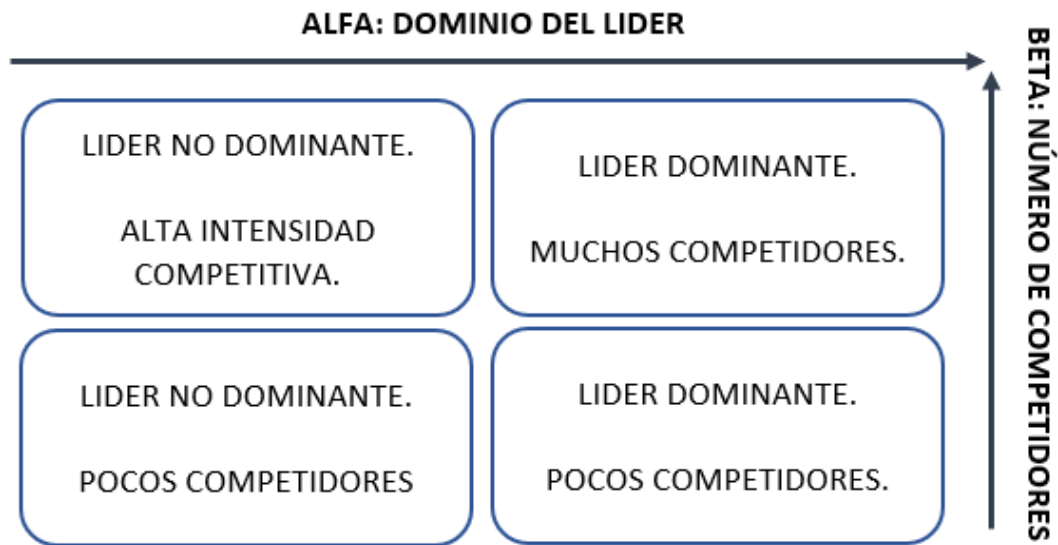 ALFA: DOMINIO DEL LIDER
LIDER NO DOMINANTE.
ALTA INTENSIDAD
COMPETITIVA.
LIDER DOMINANTE.
MUCHOS COMPETIDORES.
LIDER NO DOMINANTE.
POCOS COMPETIDORES
LIDER DOMINANTE.
POCOS COMPETIDORES.
BETA: NÚMERO DE COMPETIDORES